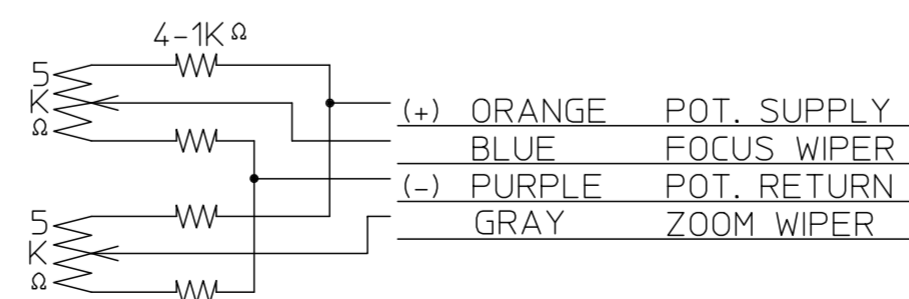 4-1KΩ
5
K
Ω
(+) ORANGE POT. SUPPLY
BLUE FOCUS WIPER
(-) PURPLE POT. RETURN
GRAY ZOOM WIPER
5
K
Ω